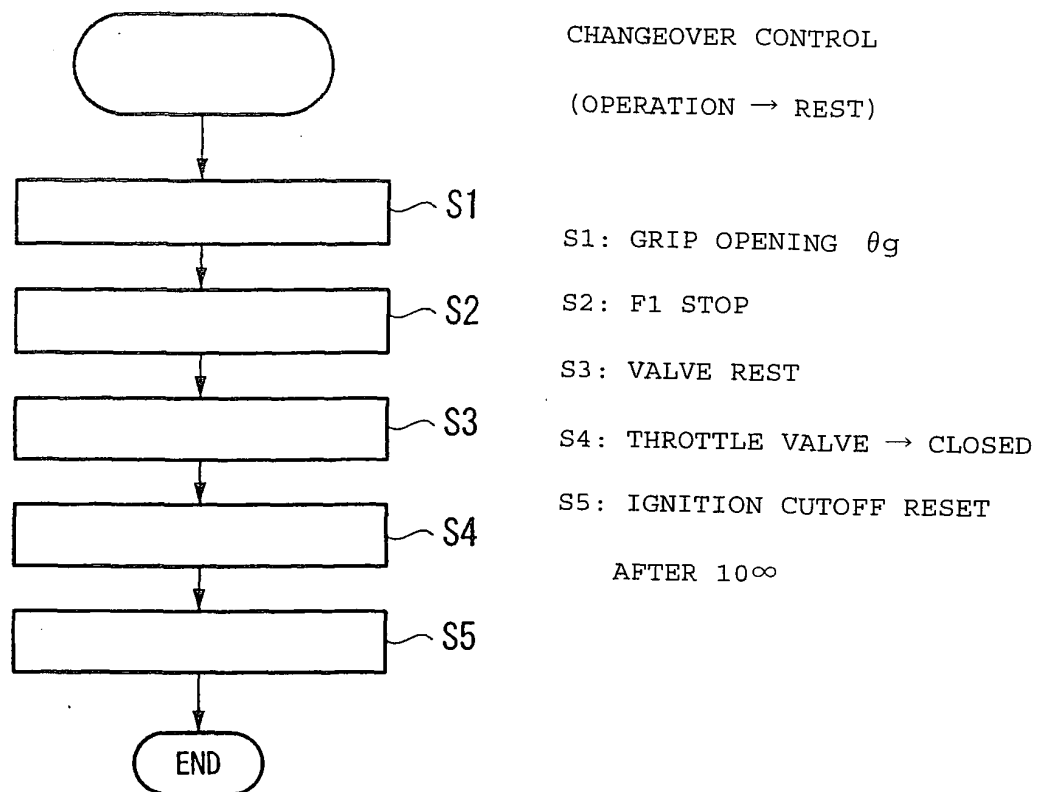 CHANGEOVER CONTROL
(OPERATION → REST)
S1
S2
S3
S4
S5
END
S1: GRIP OPENING θg
S2: F1 STOP
S3: VALVE REST
S4: THROTTLE VALVE → CLOSED
S5: IGNITION CUTOFF RESET
AFTER 10∞